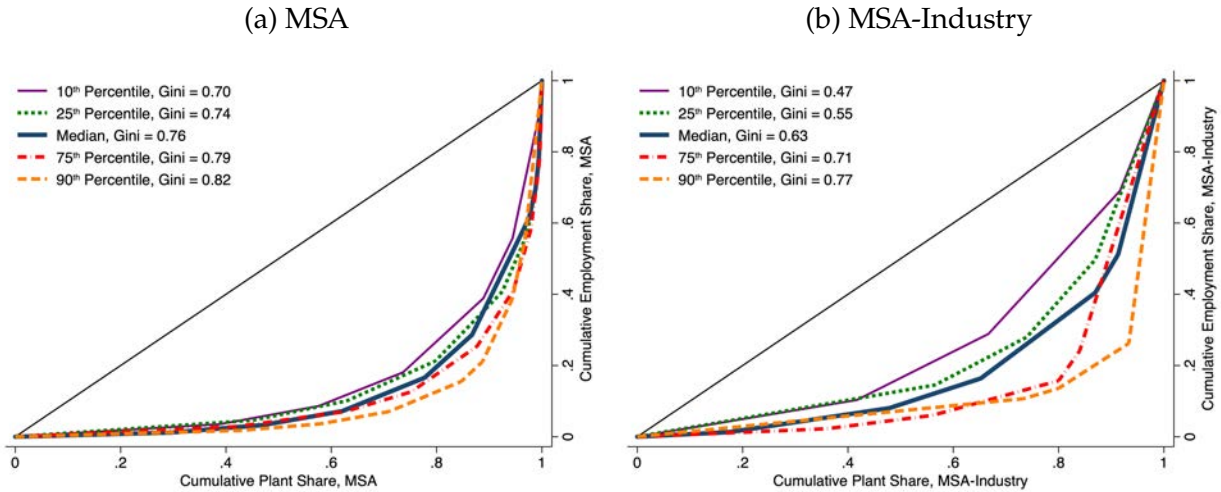 (a) MSA
10th Percentile, Gini = 0.70
25th Percentile, Gini = 0.74
Median, Gini = 0.76
75th Percentile, Gini = 0.79
90th Percentile, Gini = 0.82
0 .2 .4 .6 .8 1
Cumulative Employment Share, MSA
0 .2 .4 .6 .8 1
Cumulative Plant Share, MSA
(b) MSA-Industry
10th Percentile, Gini = 0.47
25th Percentile, Gini = 0.55
Median, Gini = 0.63
75th Percentile, Gini = 0.71
90th Percentile, Gini = 0.77
0 .2 .4 .6 .8 1
Cumulative Employment Share, MSA-Industry
0 .2 .4 .6 .8 1
Cumulative Plant Share, MSA-Industry